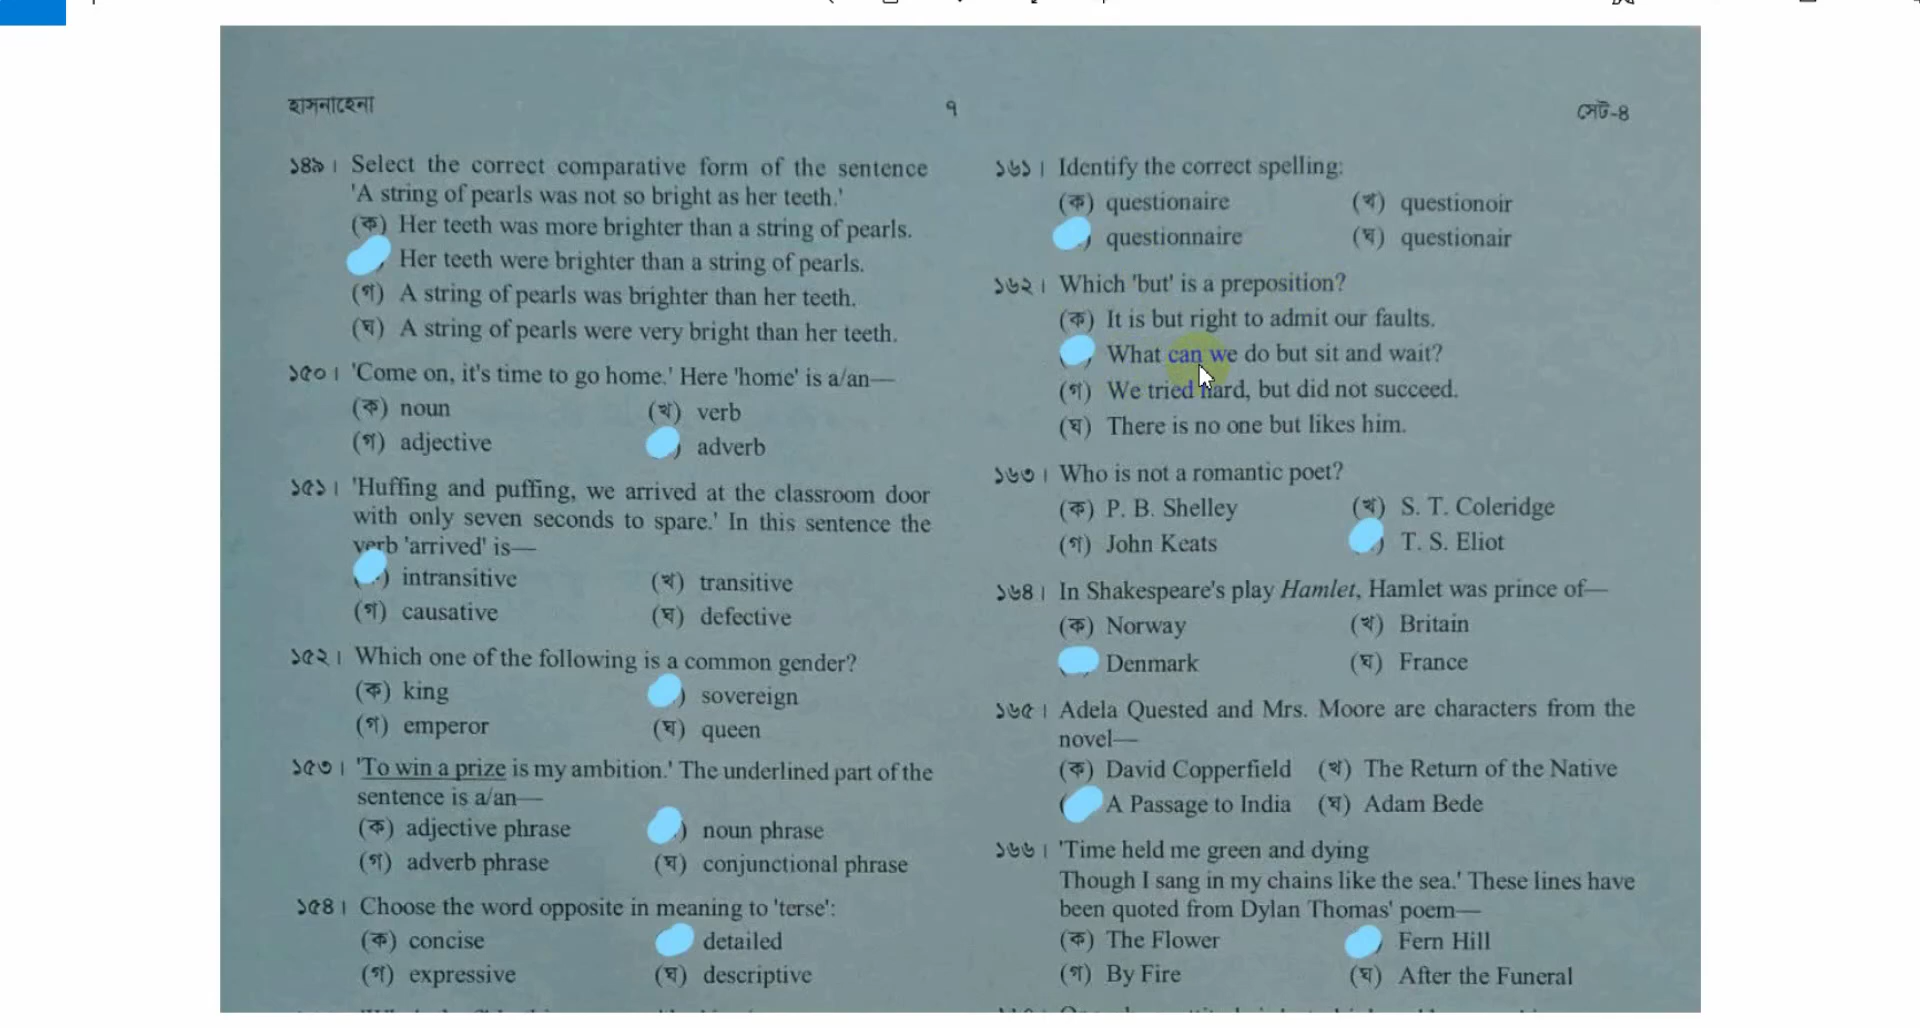 হাসনাহেনা
৭
সেট-৪
১৪৯। Select the correct comparative form of the sentence
'A string of pearls was not so bright as her teeth.'
(ক) Her teeth was more brighter than a string of pearls.
Her teeth were brighter than a string of pearls.
(গ) A string of pearls was brighter than her teeth.
(ঘ) A string of pearls were very bright than her teeth.
১৫০। 'Come on, it's time to go home.' Here 'home' is a/an—
(ক) noun (খ) verb
(গ) adjective ) adverb
১৫১। 'Huffing and puffing, we arrived at the classroom door
with only seven seconds to spare.' In this sentence the
verb 'arrived' is—
( ) intransitive (খ) transitive
(গ) causative (ঘ) defective
১৫২। Which one of the following is a common gender?
(ক) king ) sovereign
(গ) emperor (ঘ) queen
১৫৩। 'To win a prize is my ambition.' The underlined part of the
sentence is a/an—
(ক) adjective phrase ) noun phrase
(গ) adverb phrase (ঘ) conjunctional phrase
১৫৪। Choose the word opposite in meaning to 'terse':
(ক) concise detailed
(গ) expressive (ঘ) descriptive
১৬১। Identify the correct spelling:
(ক) questionaire (খ) questionoir
) questionnaire (ঘ) questionair
১৬২। Which 'but' is a preposition?
(ক) It is but right to admit our faults.
) What can we do but sit and wait?
(গ) We tried hard, but did not succeed.
(ঘ) There is no one but likes him.
১৬৩। Who is not a romantic poet?
(ক) P. B. Shelley (খ) S. T. Coleridge
(গ) John Keats ) T. S. Eliot
১৬৪। In Shakespeare's play Hamlet, Hamlet was prince of—
(ক) Norway (খ) Britain
Denmark (ঘ) France
১৬৫। Adela Quested and Mrs. Moore are characters from the
novel—
(ক) David Copperfield (খ) The Return of the Native
( A Passage to India (ঘ) Adam Bede
১৬৬। 'Time held me green and dying
Though I sang in my chains like the sea.' These lines have
been quoted from Dylan Thomas' poem—
(ক) The Flower ) Fern Hill
(গ) By Fire (ঘ) After the Funeral